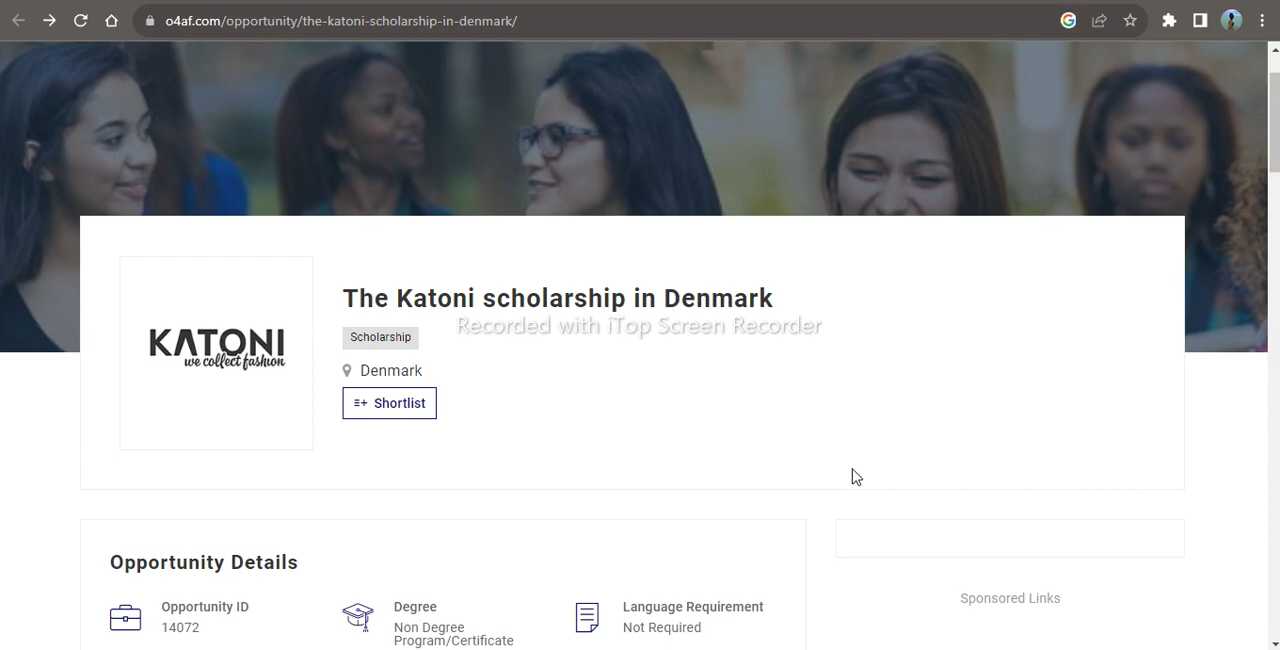 o4af.com/opportunity/the-katoni-scholarship-in-denmark/
KATONI
we collect fashion
The Katoni scholarship in Denmark
Recorded with iTop Screen Recorder
Scholarship
Denmark
Shortlist
Opportunity Details
Opportunity ID
14072
Degree
Non Degree
Program/Certificate
Language Requirement
Not Required
Sponsored Links